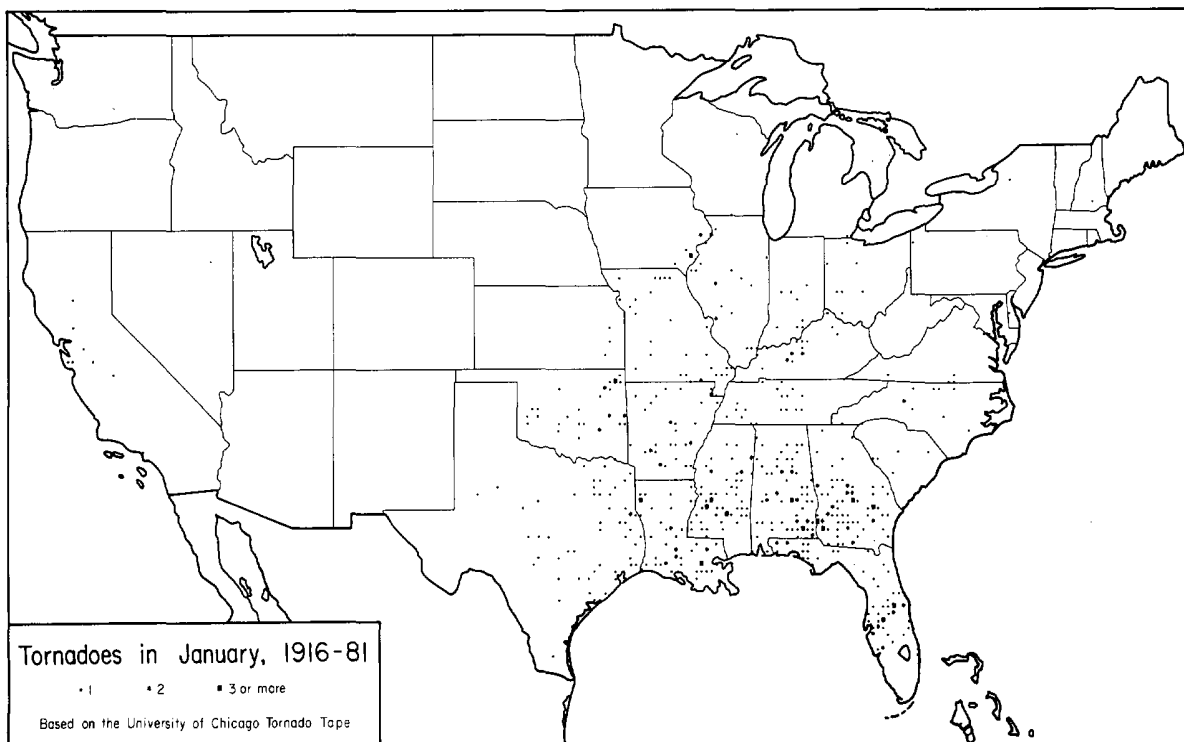 Tornadoes in January, 1916-81
· 1 • 2 ▪ 3 or more
Based on the University of Chicago Tornado Tape